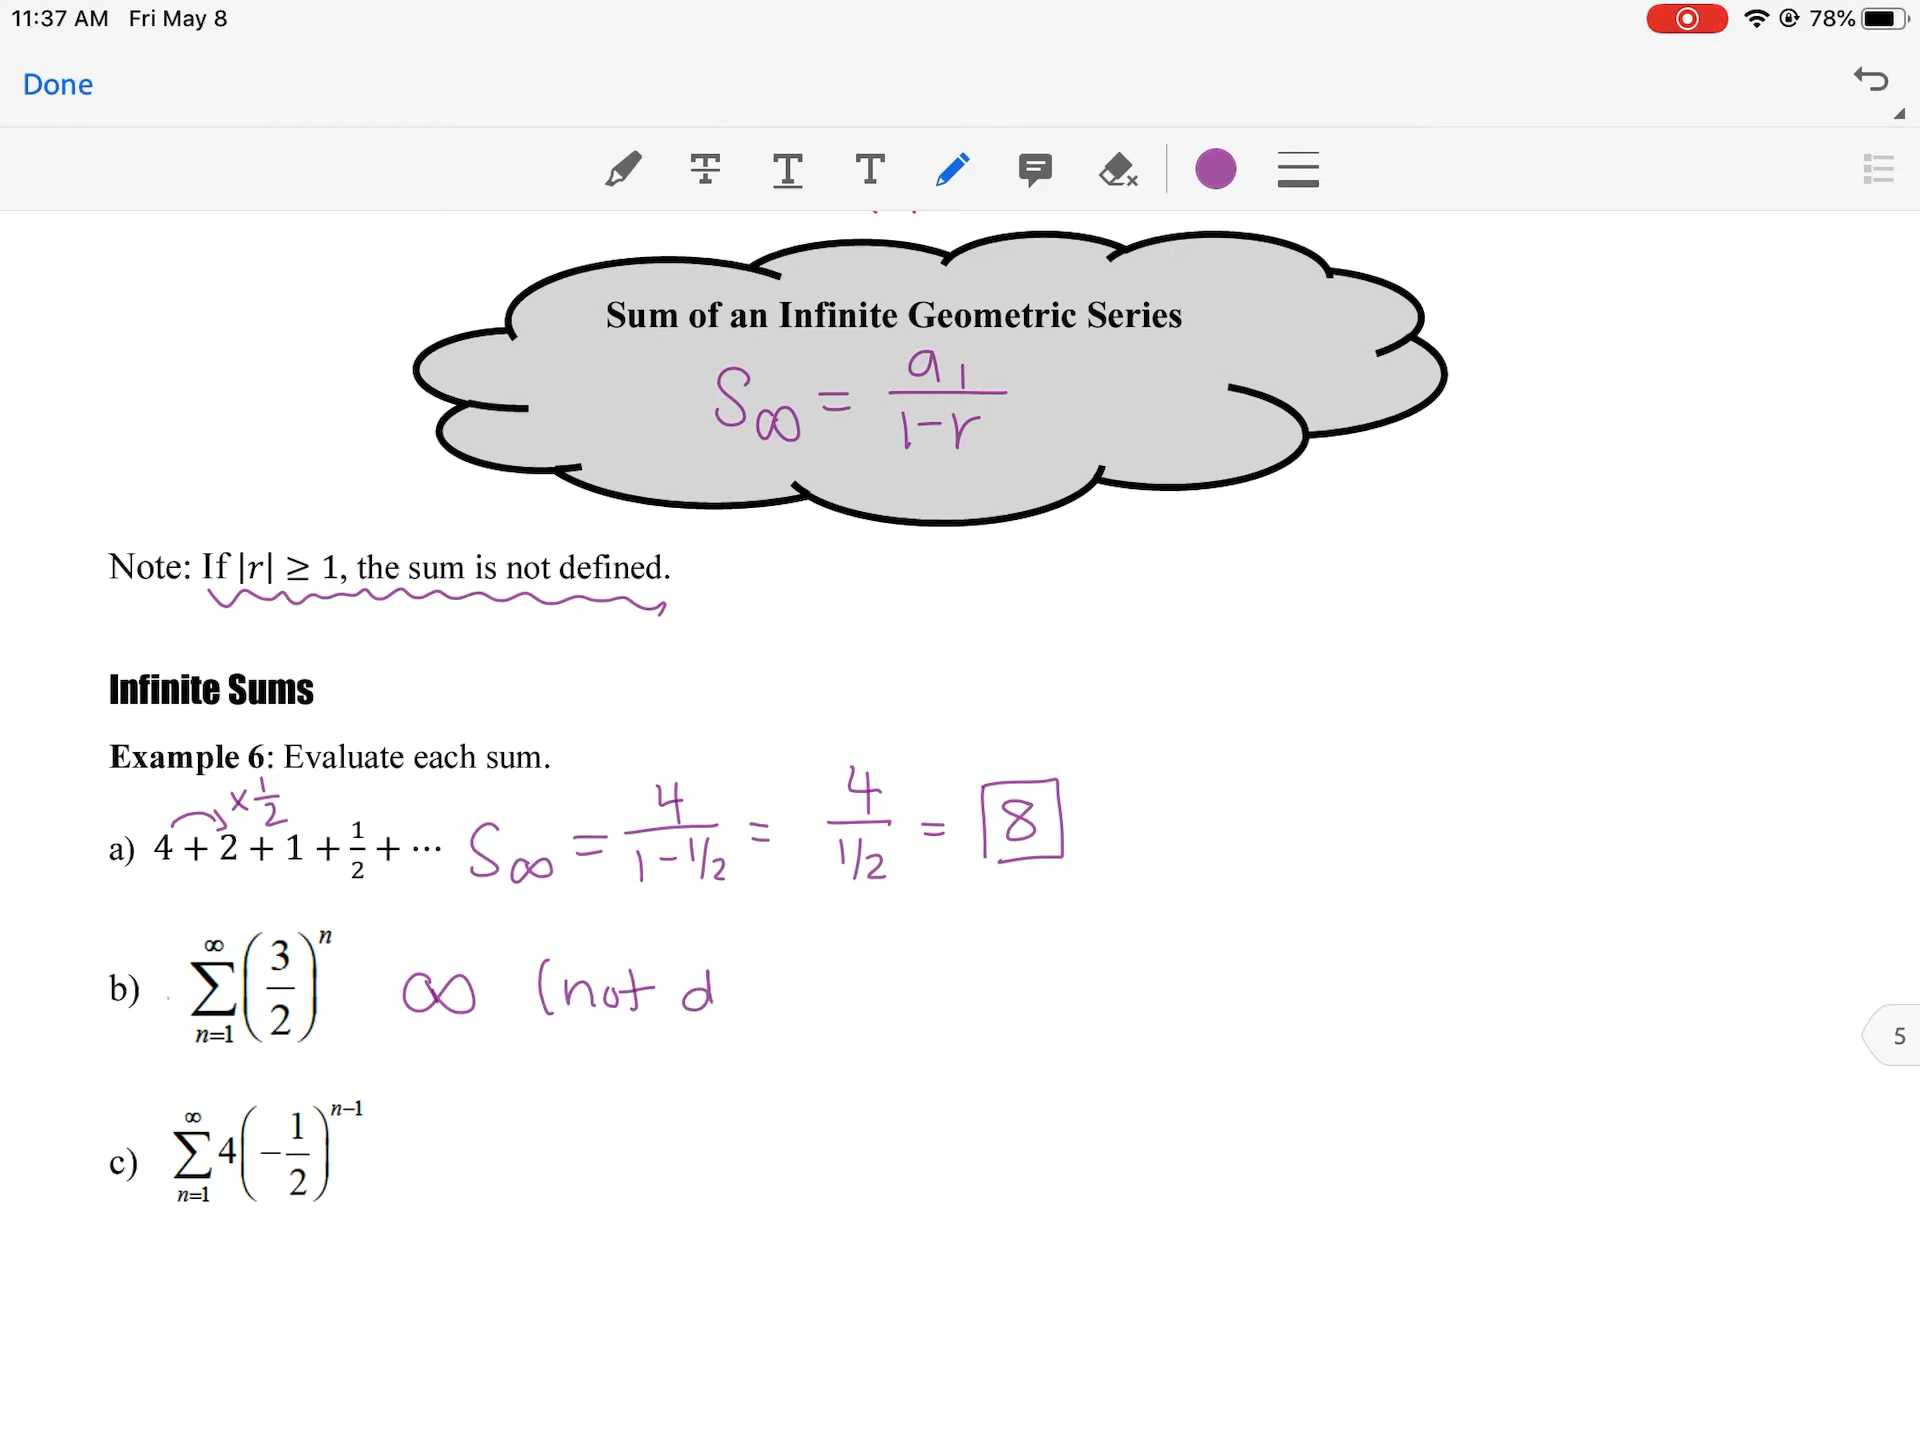 11:37 AM Fri May 8 78%
Done
Sum of an Infinite Geometric Series
S∞ = a₁/(1-r)
Note: If |r| ≥ 1, the sum is not defined.
Infinite Sums
Example 6: Evaluate each sum.
×1/2
a) 4 + 2 + 1 + 1/2 + ⋯ S∞ = 4/(1-1/2) = 4/(1/2) = 8
b) ∑_{n=1}^{∞} (3/2)^n ∞ (not d
5
c) ∑_{n=1}^{∞} 4(-1/2)^{n-1}